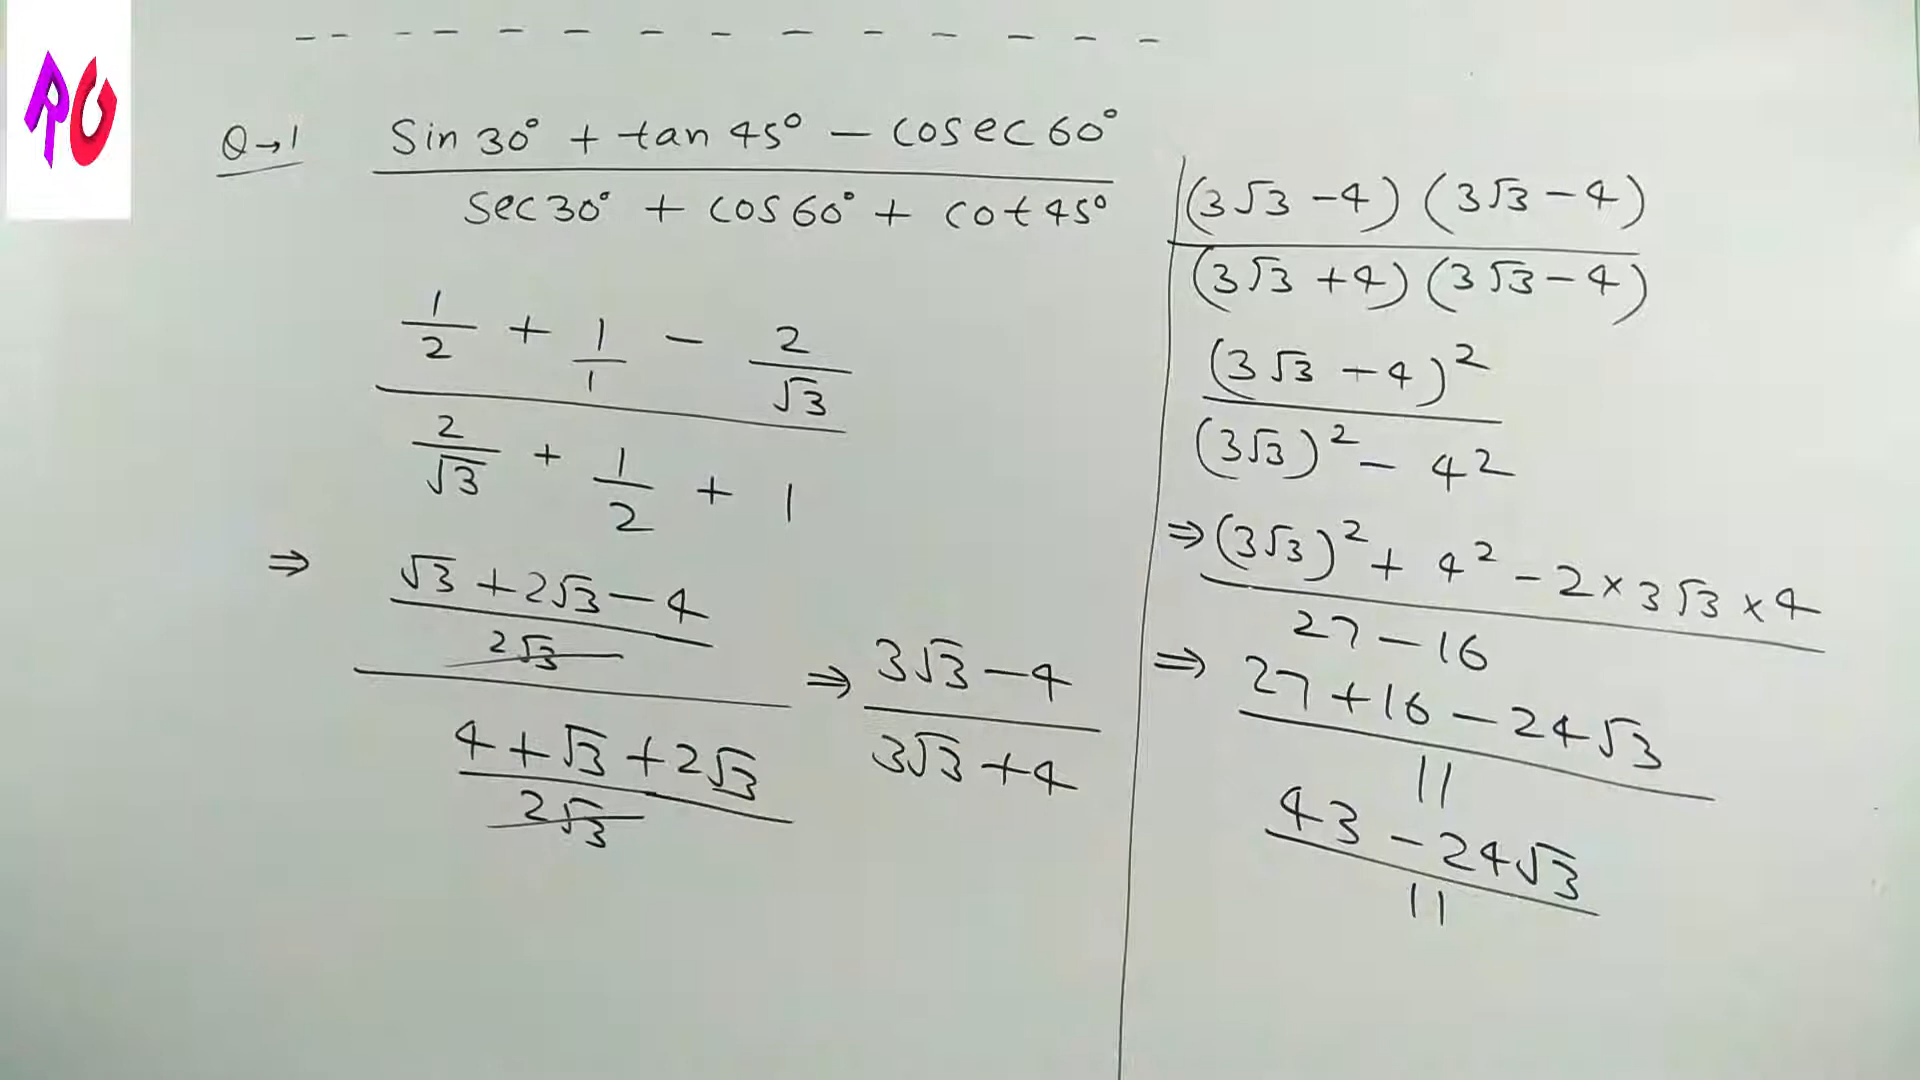 RG
Q→1 Sin 30° + tan 45° – cosec 60°
sec 30° + cos 60° + cot 45°
1/2 + 1/1 – 2/√3
2/√3 + 1/2 + 1
⇒ √3 + 2√3 – 4
2√3
4 + √3 + 2√3
2√3
⇒ 3√3 – 4
3√3 + 4
(3√3 – 4) (3√3 – 4)
(3√3 + 4) (3√3 – 4)
(3√3 – 4)²
(3√3)² – 4²
⇒ (3√3)² + 4² – 2 × 3√3 × 4
27 – 16
⇒ 27 + 16 – 24√3
11
43 – 24√3
11